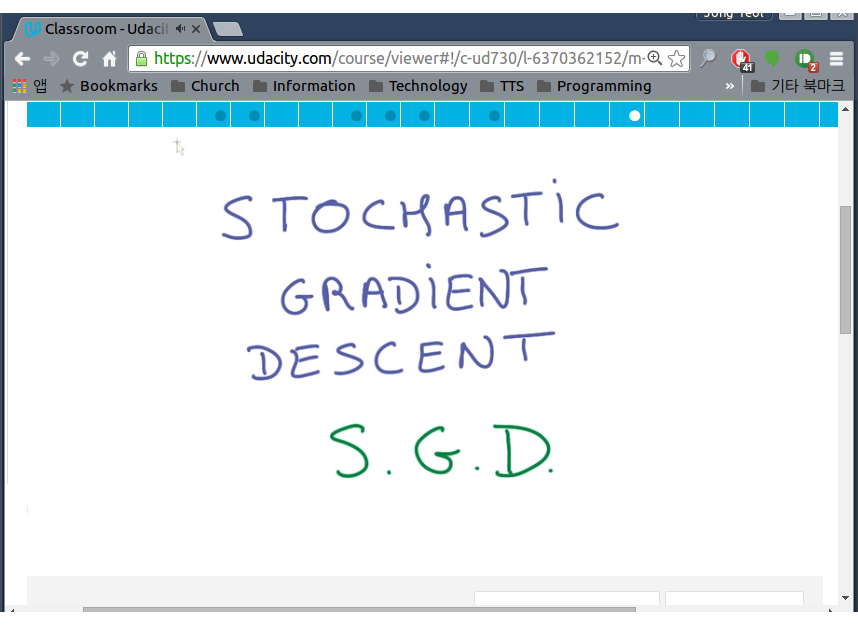 Jong Yeol
Classroom - Udaci
https://www.udacity.com/course/viewer#!/c-ud730/l-6370362152/m-
41
2
앱 Bookmarks Church Information Technology TTS Programming » 기타 북마크
STOCHASTIC
GRADIENT
DESCENT
S.G.D.